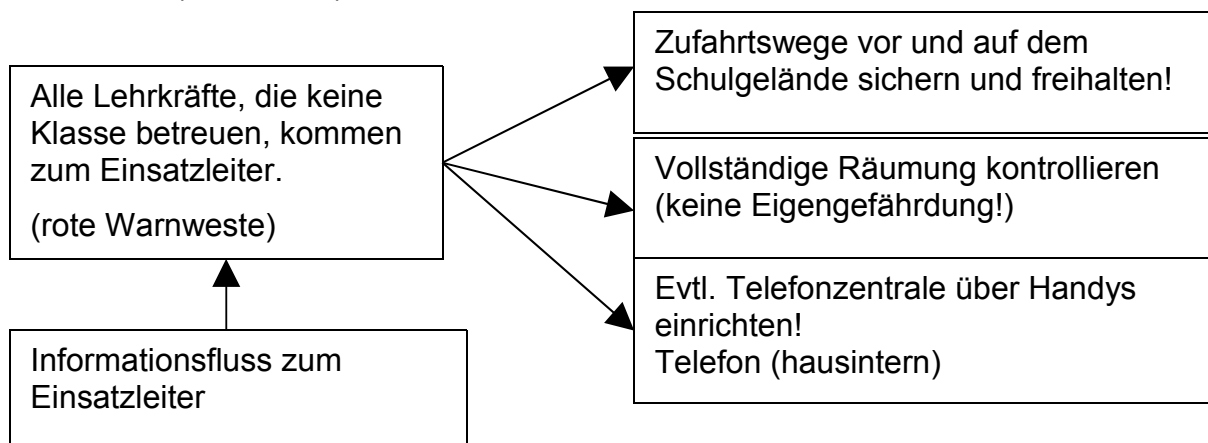 Alle Lehrkräfte, die keine
Klasse betreuen, kommen
zum Einsatzleiter.
(rote Warnweste)
Informationsfluss zum
Einsatzleiter
Zufahrtswege vor und auf dem
Schulgelände sichern und freihalten!
Vollständige Räumung kontrollieren
(keine Eigengefährdung!)
Evtl. Telefonzentrale über Handys
einrichten!
Telefon (hausintern)